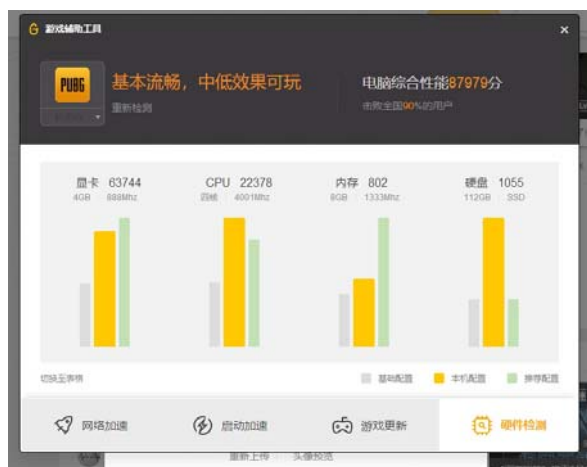 游戏辅助工具
PUBG
基本流畅，中低效果可玩
重新检测
电脑综合性能87979分
击败全国90%的用户
显卡 63744
4GB 888Mhz
CPU 22378
四核 4001Mhz
内存 802
8GB 1333Mhz
硬盘 1055
112GB SSD
切换至表格
基础配置
本机配置
推荐配置
网络加速
启动加速
游戏更新
硬件检测
重新上传
头像预览